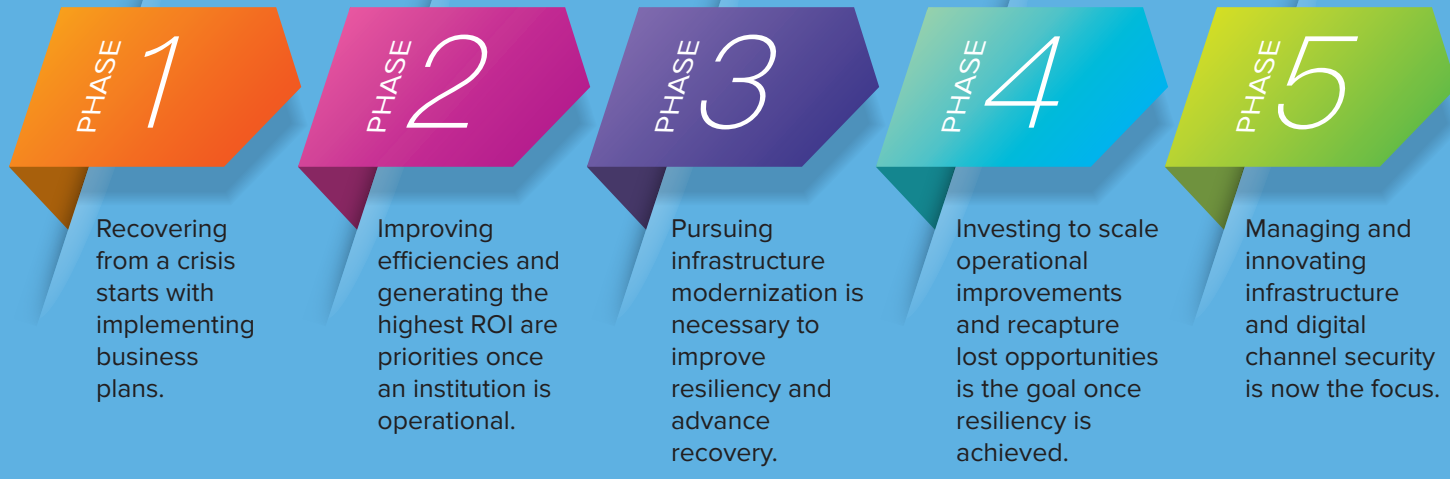 PHASE 1
Recovering
from a crisis
starts with
implementing
business
plans.
PHASE 2
Improving
efficiencies and
generating the
highest ROI are
priorities once
an institution is
operational.
PHASE 3
Pursuing
infrastructure
modernization is
necessary to
improve
resiliency and
advance
recovery.
PHASE 4
Investing to scale
operational
improvements
and recapture
lost opportunities
is the goal once
resiliency is
achieved.
PHASE 5
Managing and
innovating
infrastructure
and digital
channel security
is now the focus.